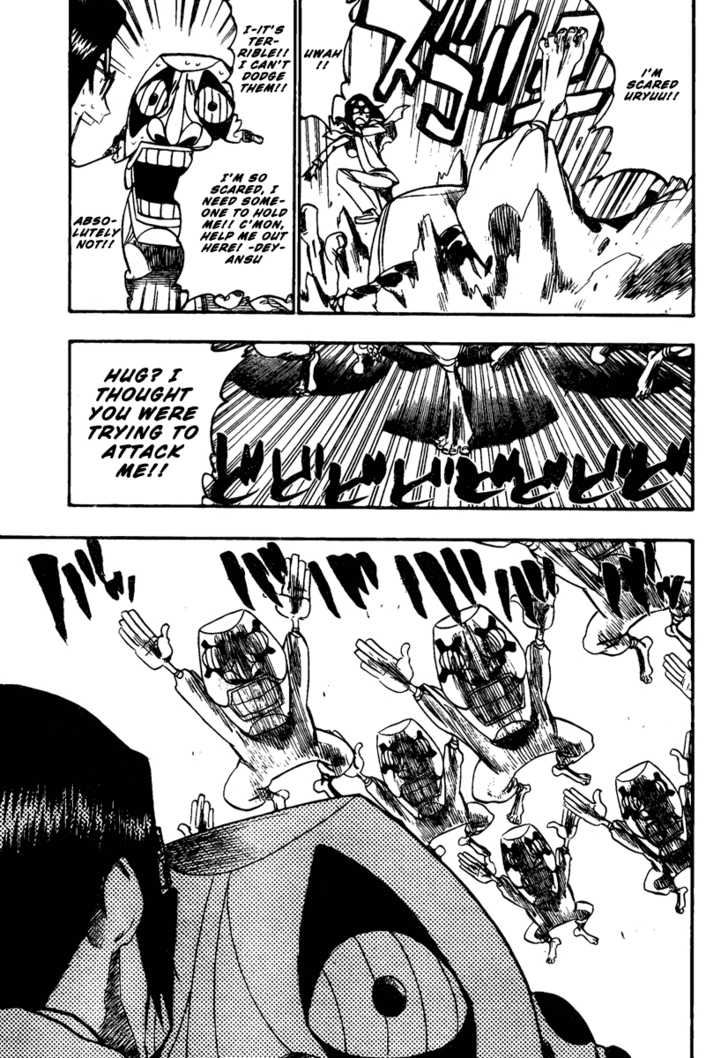 I'M
SCARED
URYUU!!
UWAH
!!
I-IT'S
TER-
RIBLE!!
I CAN'T
DODGE
THEM!!
I'M SO
SCARED, I
NEED SOME-
ONE TO HOLD
ME!! C'MON,
HELP ME OUT
HERE! -DEY-
ANSU
ABSO-
LUTELY
NOT!!
HUG? I
THOUGHT
YOU WERE
TRYING TO
ATTACK
ME!!